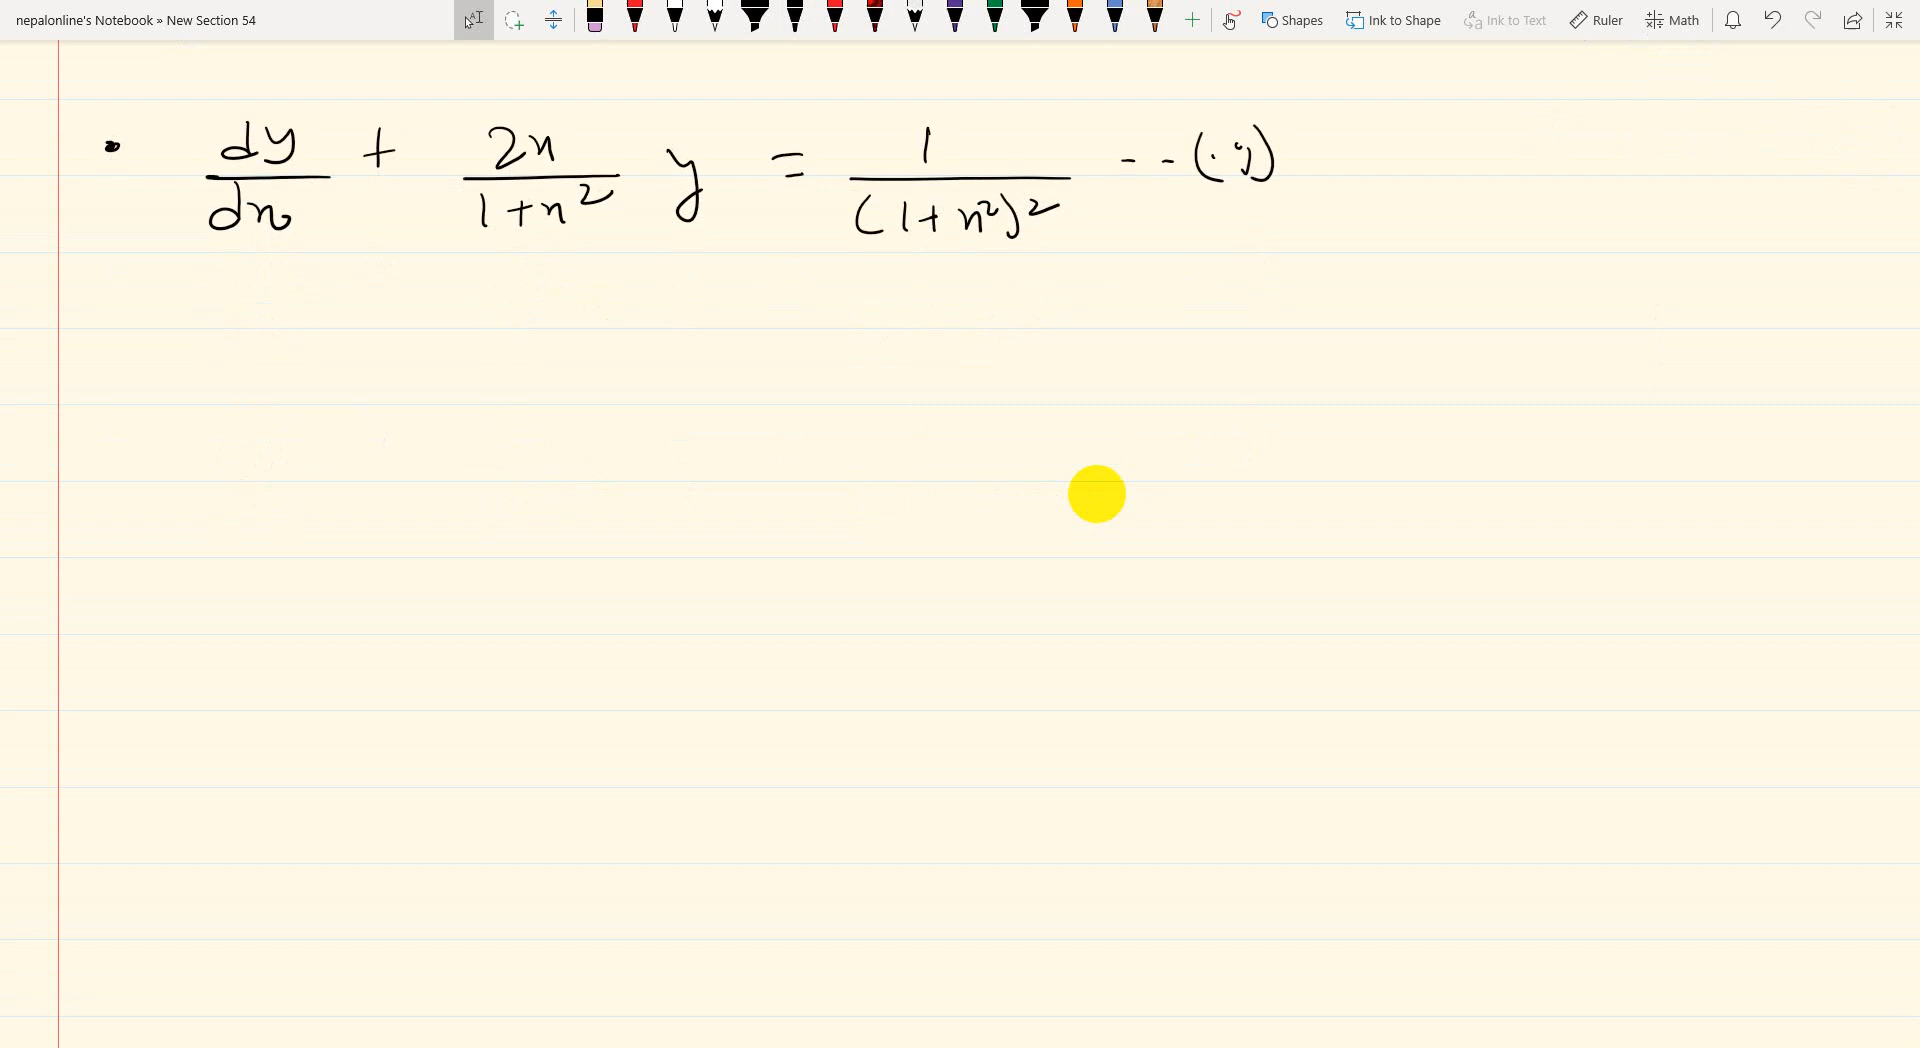 nepalonline's Notebook » New Section 54
Shapes Ink to Shape Ink to Text Ruler Math
dy/dx + 2x/(1+x²) y = 1/(1+x²)² - - (i)